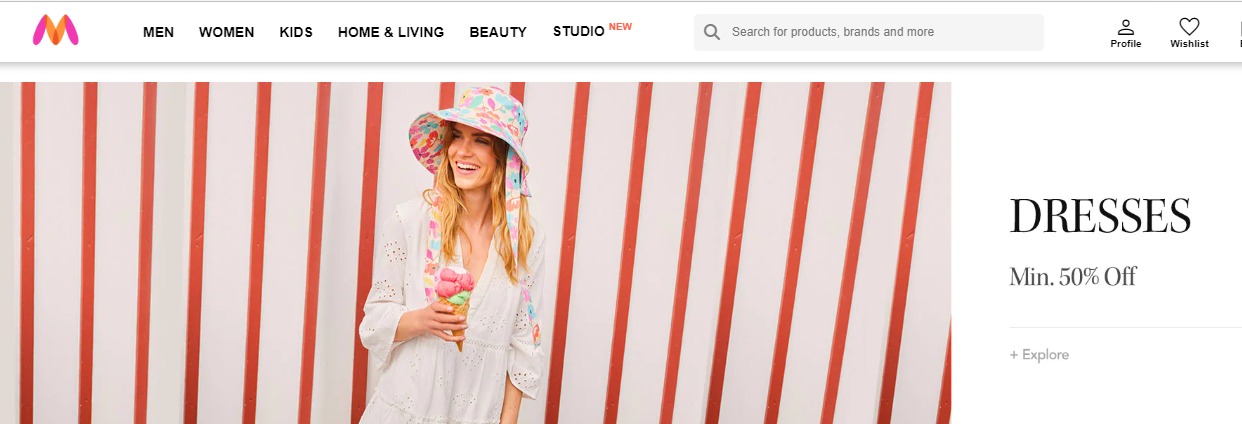 MEN WOMEN KIDS HOME & LIVING BEAUTY STUDIO NEW
Search for products, brands and more
Profile Wishlist
DRESSES
Min. 50% Off
+ Explore